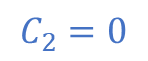 C₂ = 0